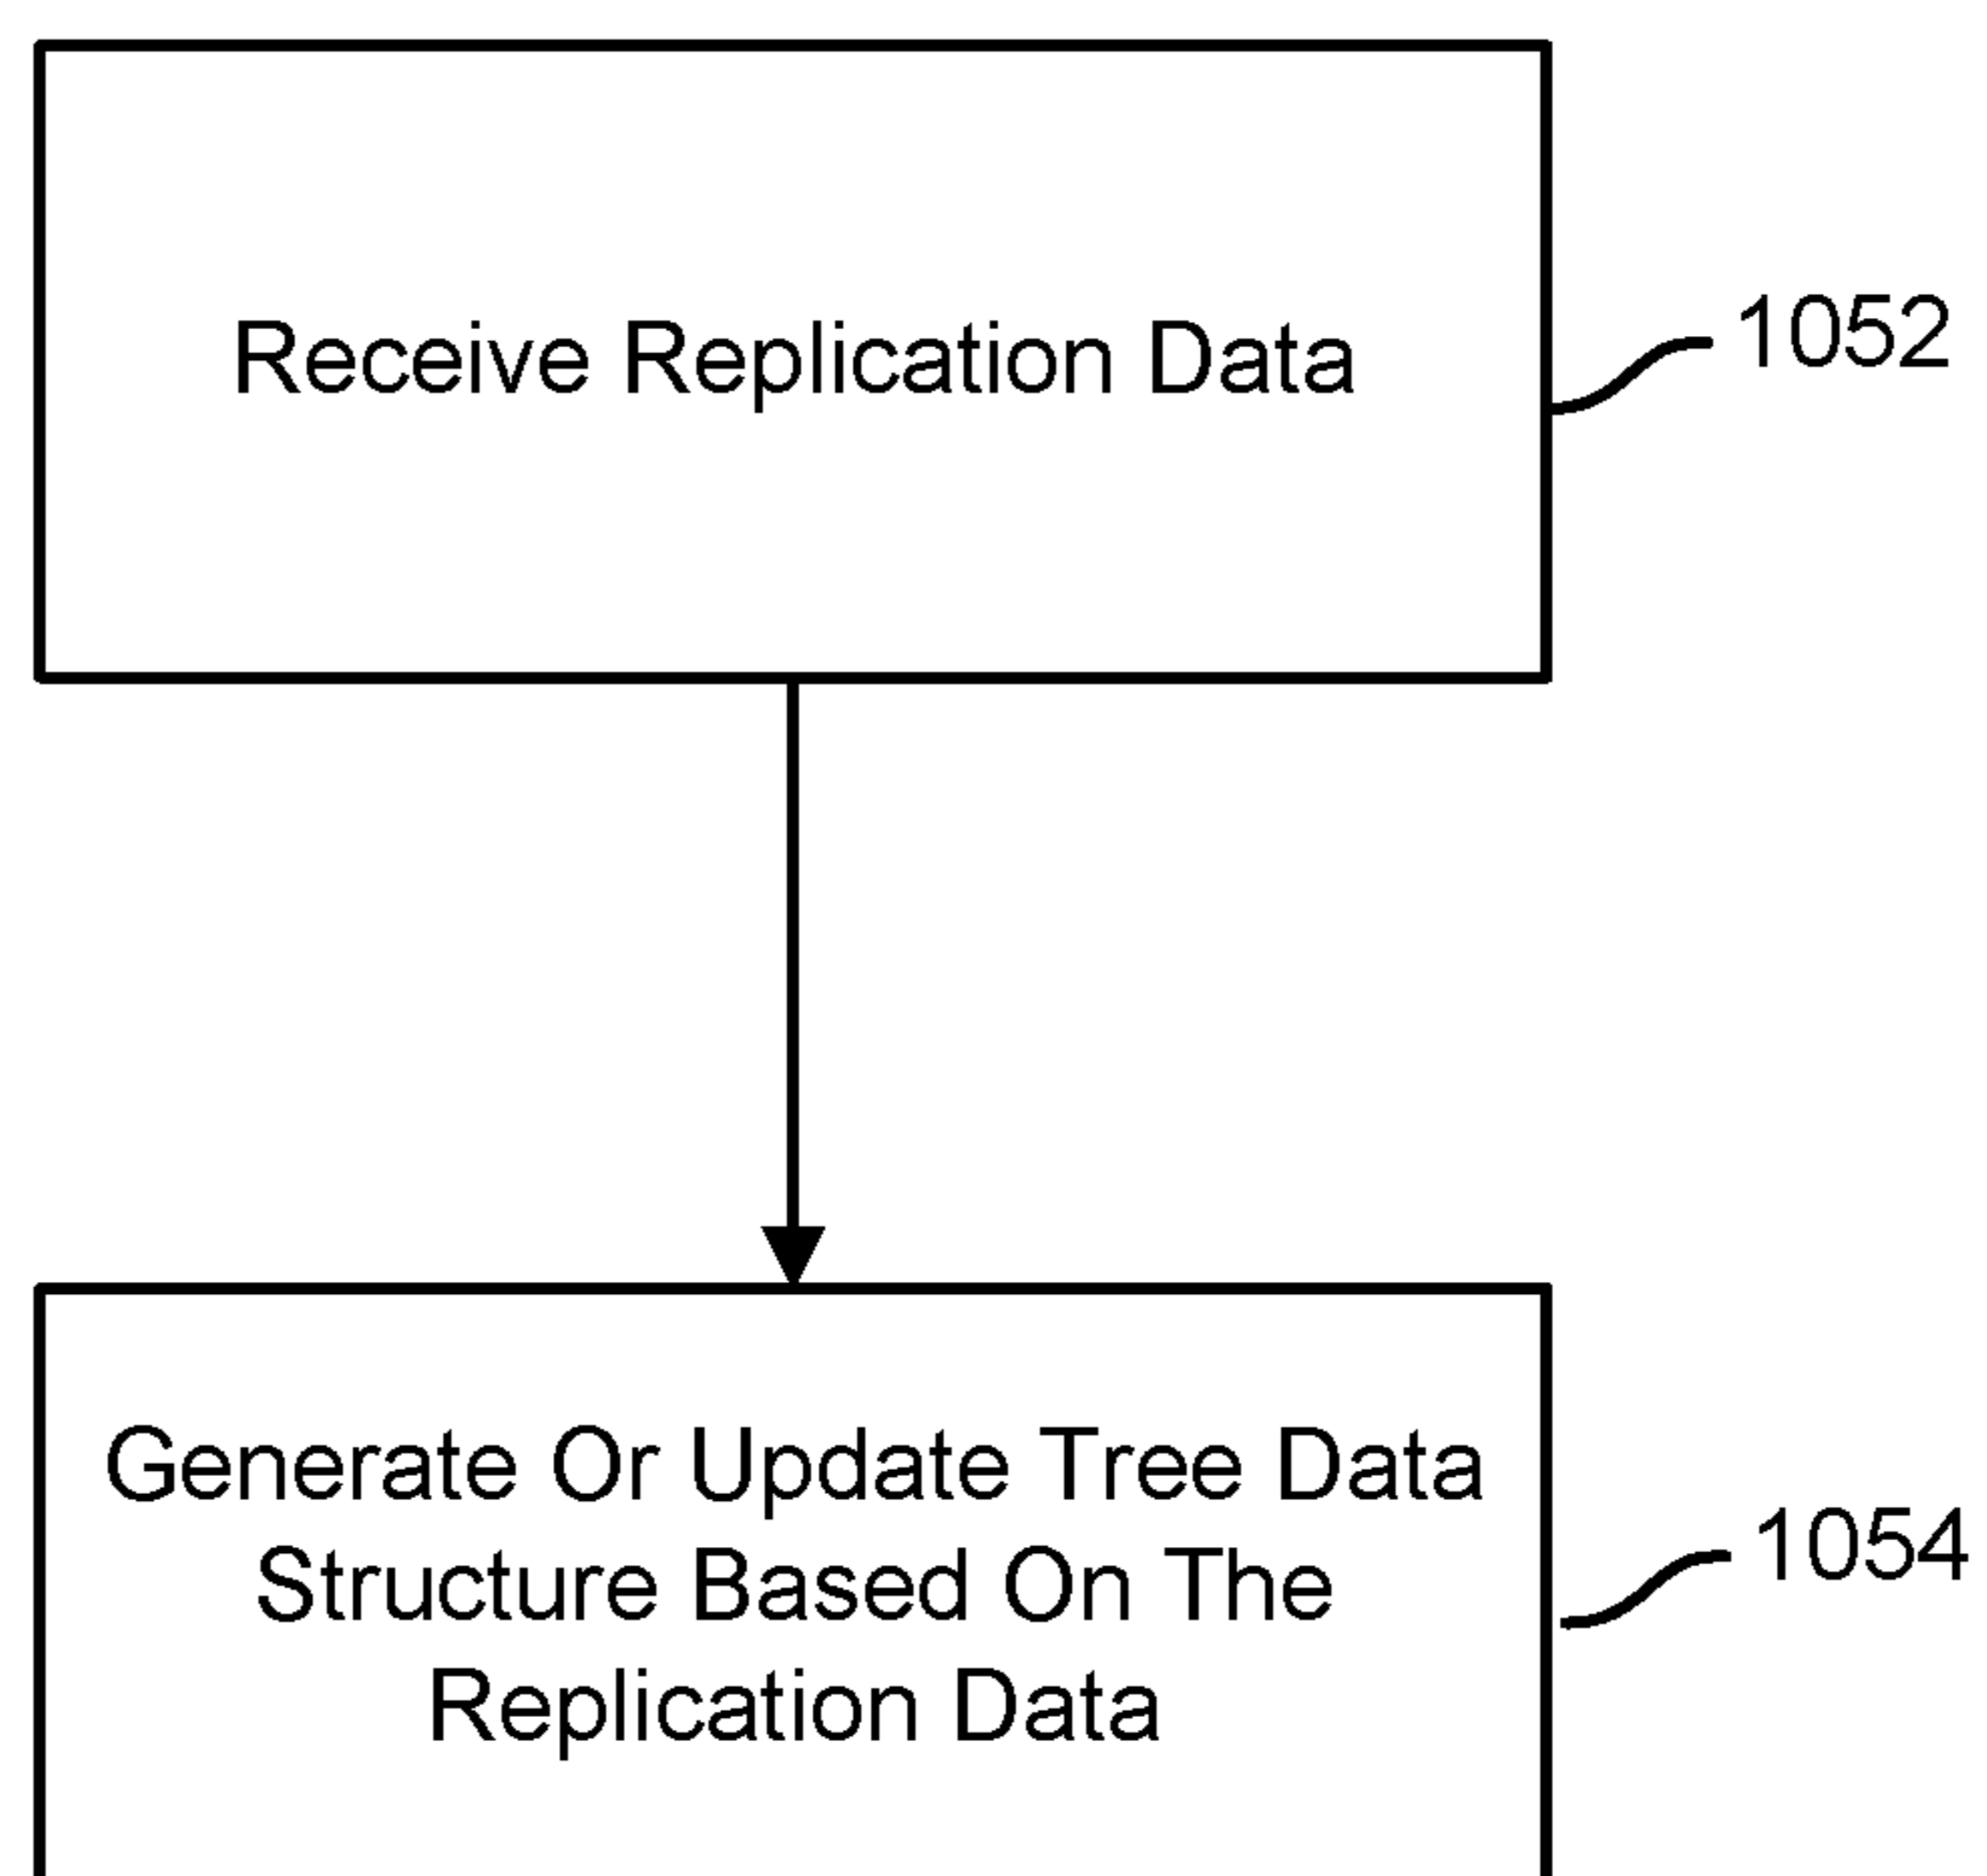 Receive Replication Data
1052
Generate Or Update Tree Data
Structure Based On The
Replication Data
1054